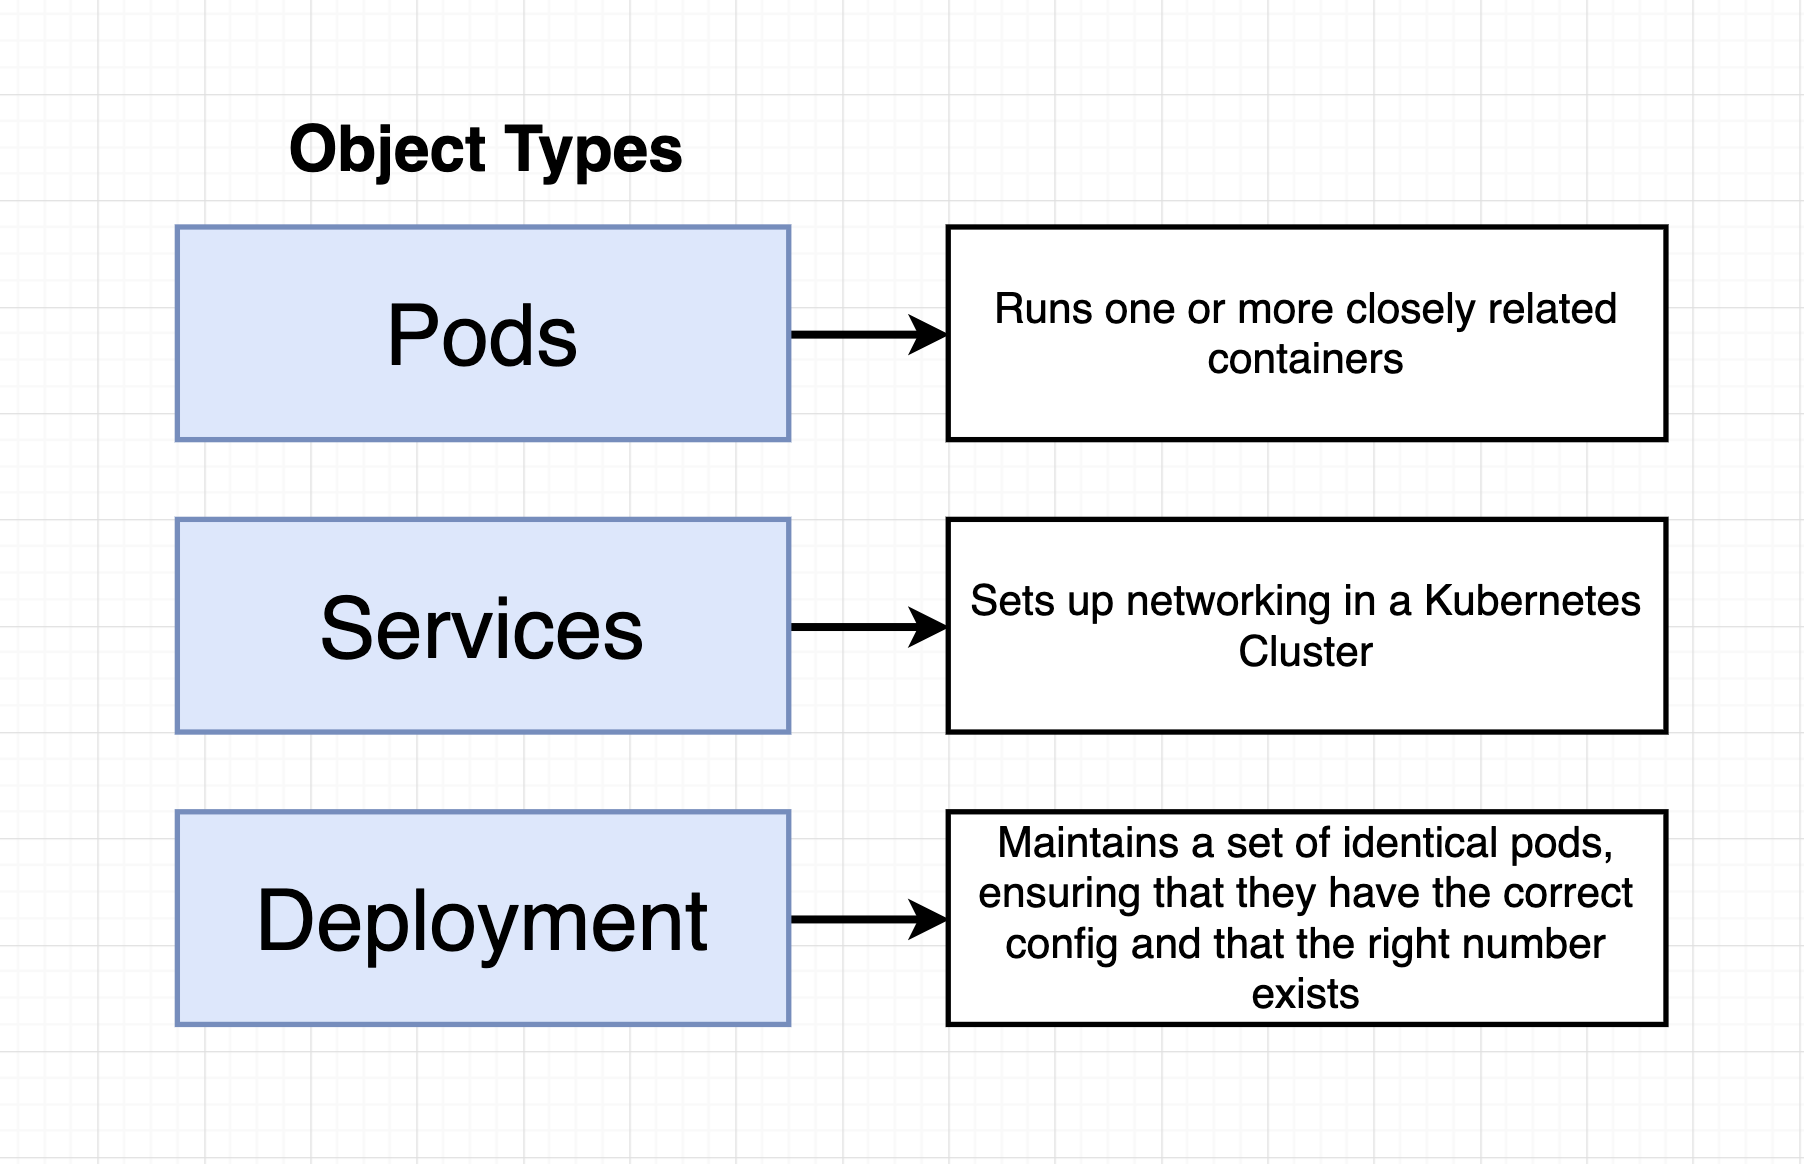 Object Types
Pods
Runs one or more closely related
containers
Services
Sets up networking in a Kubernetes
Cluster
Deployment
Maintains a set of identical pods,
ensuring that they have the correct
config and that the right number
exists